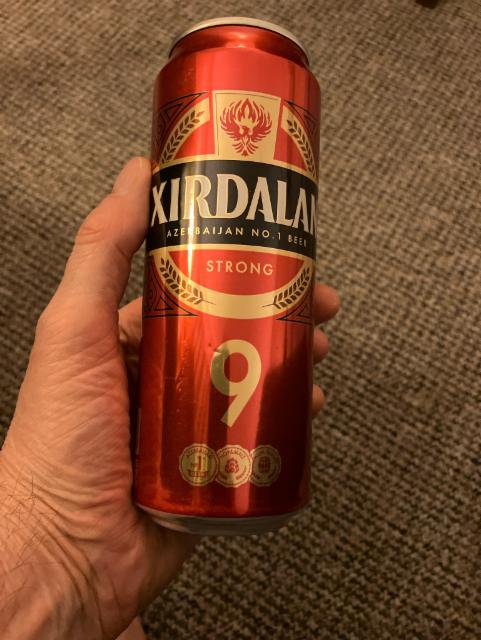 XIRDALAN
AZERBAIJAN NO.1 BEER
STRONG
9